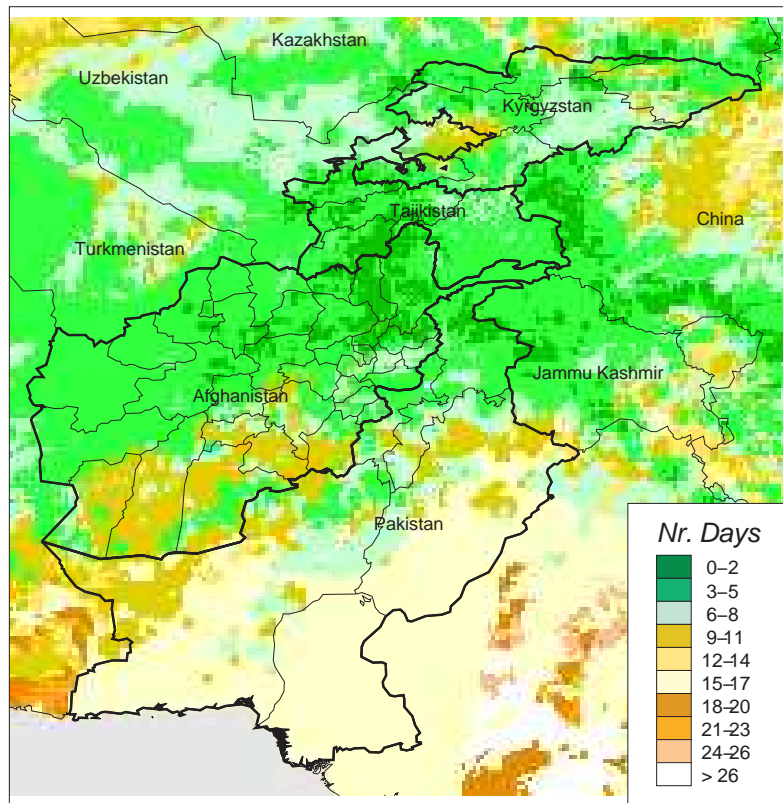 Kazakhstan
Uzbekistan
Kyrgyzstan
Tajikistan
China
Turkmenistan
Jammu Kashmir
Afghanistan
Pakistan
Nr. Days
0–2
3–5
6–8
9–11
12–14
15–17
18–20
21–23
24–26
> 26